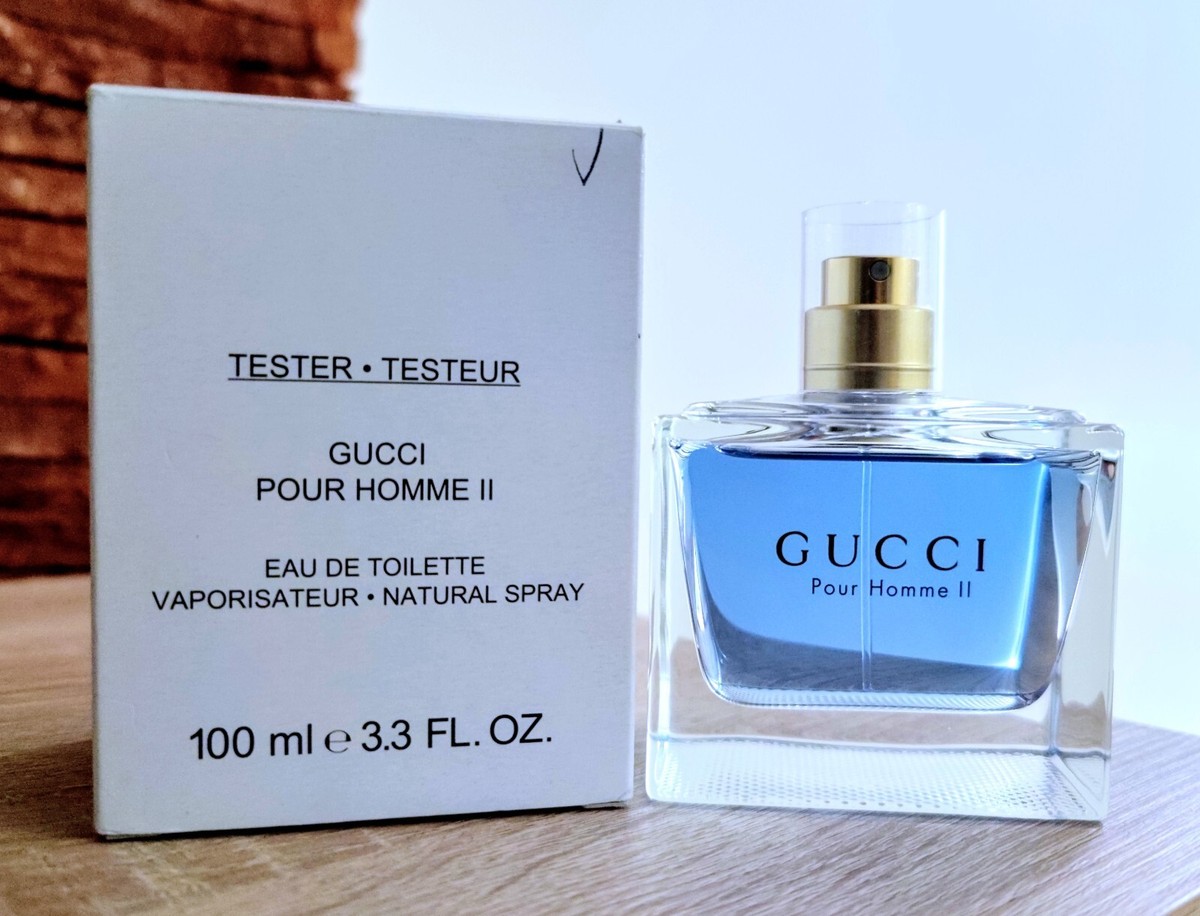 TESTER • TESTEUR
GUCCI
POUR HOMME II
EAU DE TOILETTE
VAPORISATEUR • NATURAL SPRAY
100 ml ℮ 3.3 FL. OZ.
GUCCI
Pour Homme II